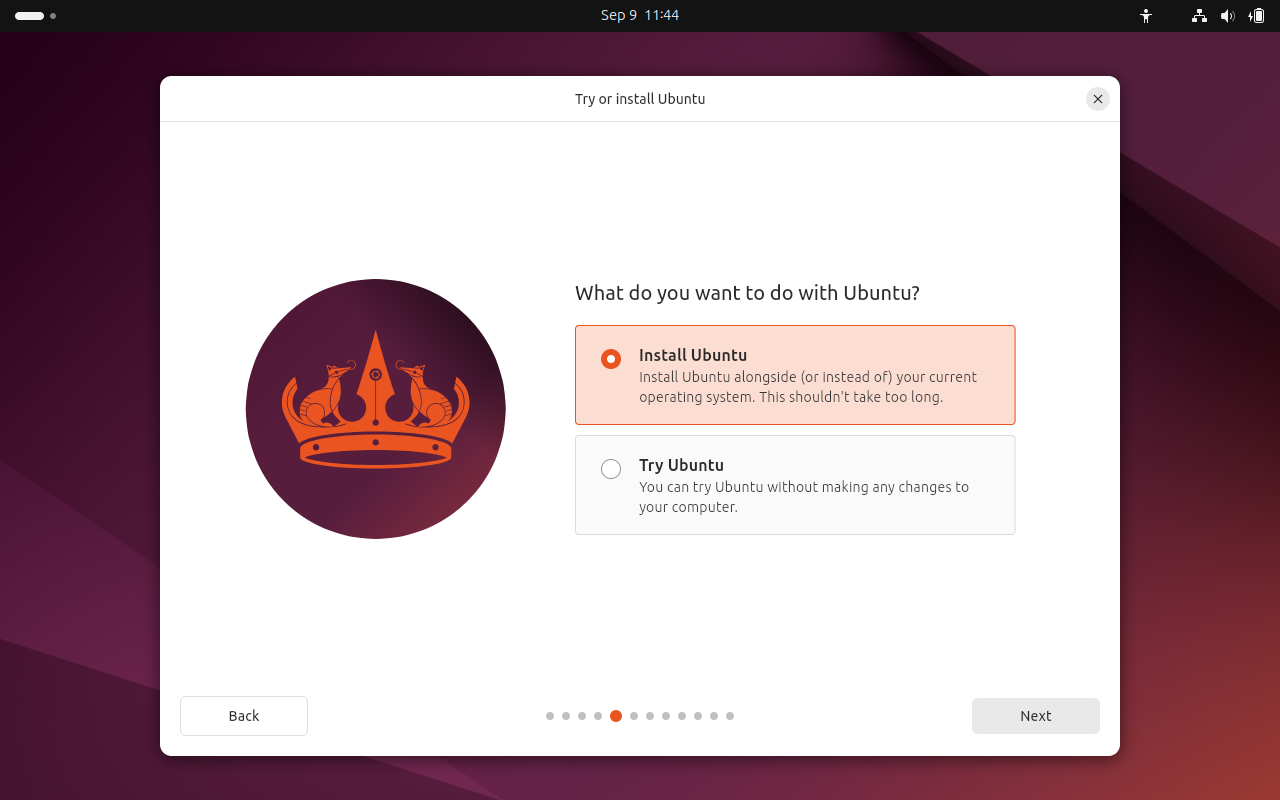 Sep 9 11:44
Try or install Ubuntu
What do you want to do with Ubuntu?
Install Ubuntu
Install Ubuntu alongside (or instead of) your current
operating system. This shouldn't take too long.
Try Ubuntu
You can try Ubuntu without making any changes to
your computer.
Back
Next